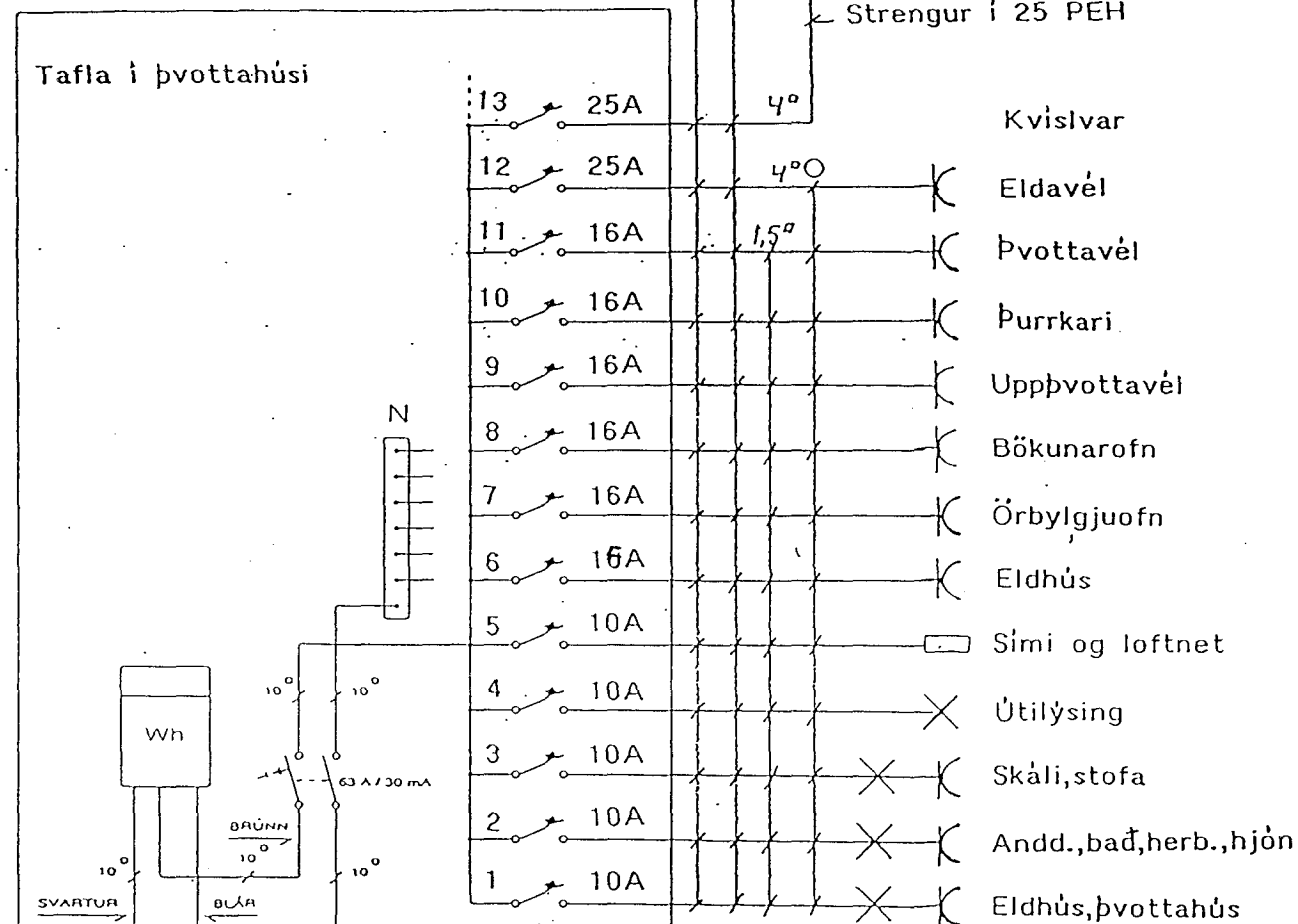 Strengur í 25 PEH
Tafla í þvottahúsi
13 25A 4□ Kvíslvar
12 25A 4□ Eldavél
11 16A 1,5□ Þvottavél
10 16A Þurrkari
9 16A Uppþvottavél
N
8 16A Bökunarofn
7 16A Örbylgjuofn
6 Eldhús
5 10A Sími og loftnet
10□ 10□
4 10A Útilýsing
Wh
63 A / 30 mA
3 10A Skáli,stofa
BRÚNN
2 10A Andd.,bað,herb.,hjón
10□ 10□ 10□
1 10A Eldhús,þvottahús
SVARTUR BLÁR